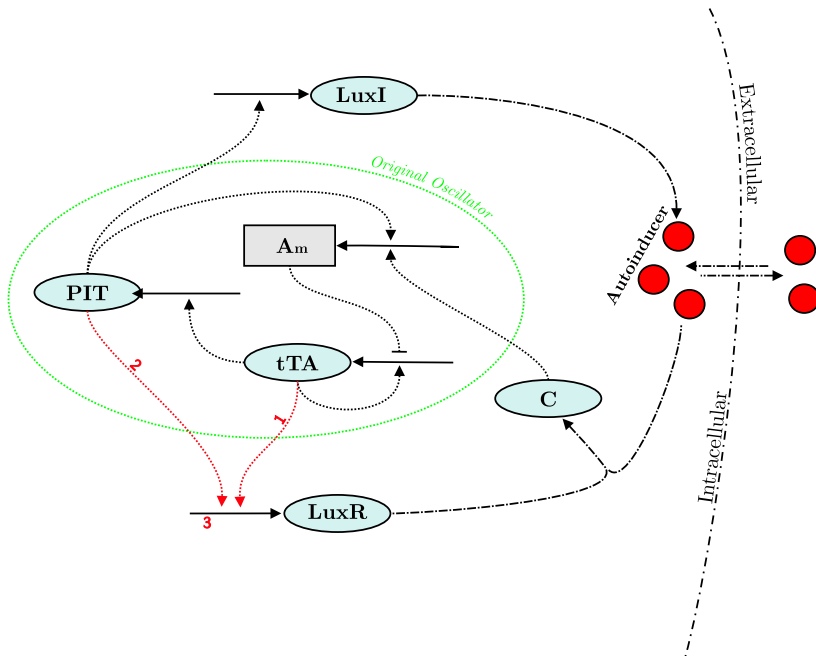 LuxI
Extracellular
Original Oscillator
Autoinducer
Am
PIT
2
tTA
1
C
Intracellular
LuxR
3